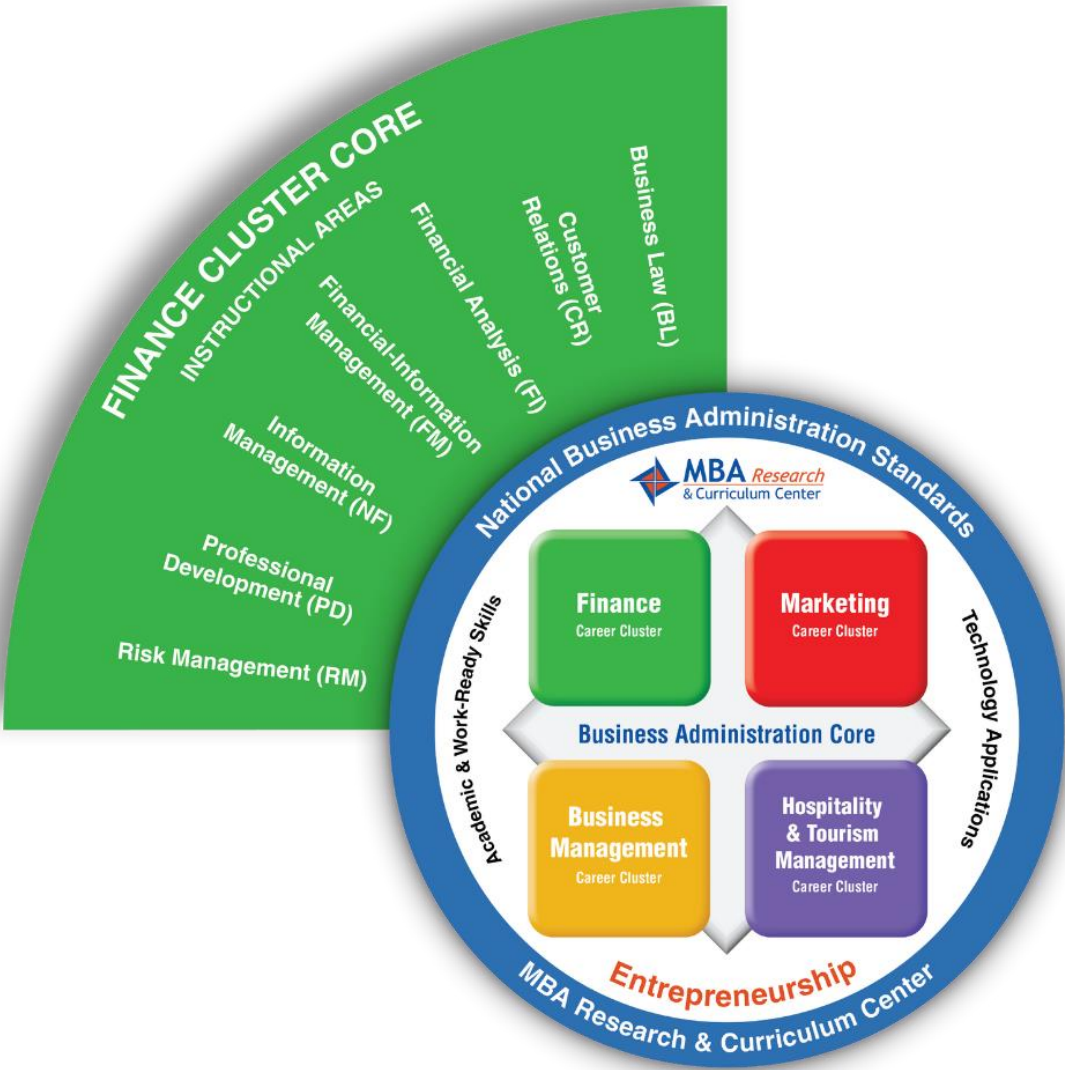 FINANCE CLUSTER CORE
INSTRUCTIONAL AREAS
Risk Management (RM)
Professional
Development (PD)
Information
Management (NF)
Financial-Information
Management (FM)
Financial Analysis (FI)
Customer
Relations (CR)
Business Law (BL)
National Business Administration Standards
MBA Research
& Curriculum Center
Academic & Work-Ready Skills
Technology Applications
Finance
Career Cluster
Marketing
Career Cluster
Business Administration Core
Business
Management
Career Cluster
Hospitality
& Tourism
Management
Career Cluster
Entrepreneurship
MBA Research & Curriculum Center